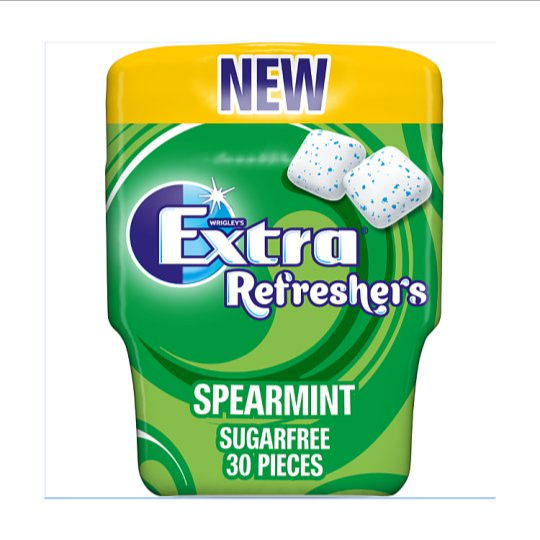 NEW
WRIGLEY'S
Extra
Refreshers
SPEARMINT
SUGARFREE
30 PIECES